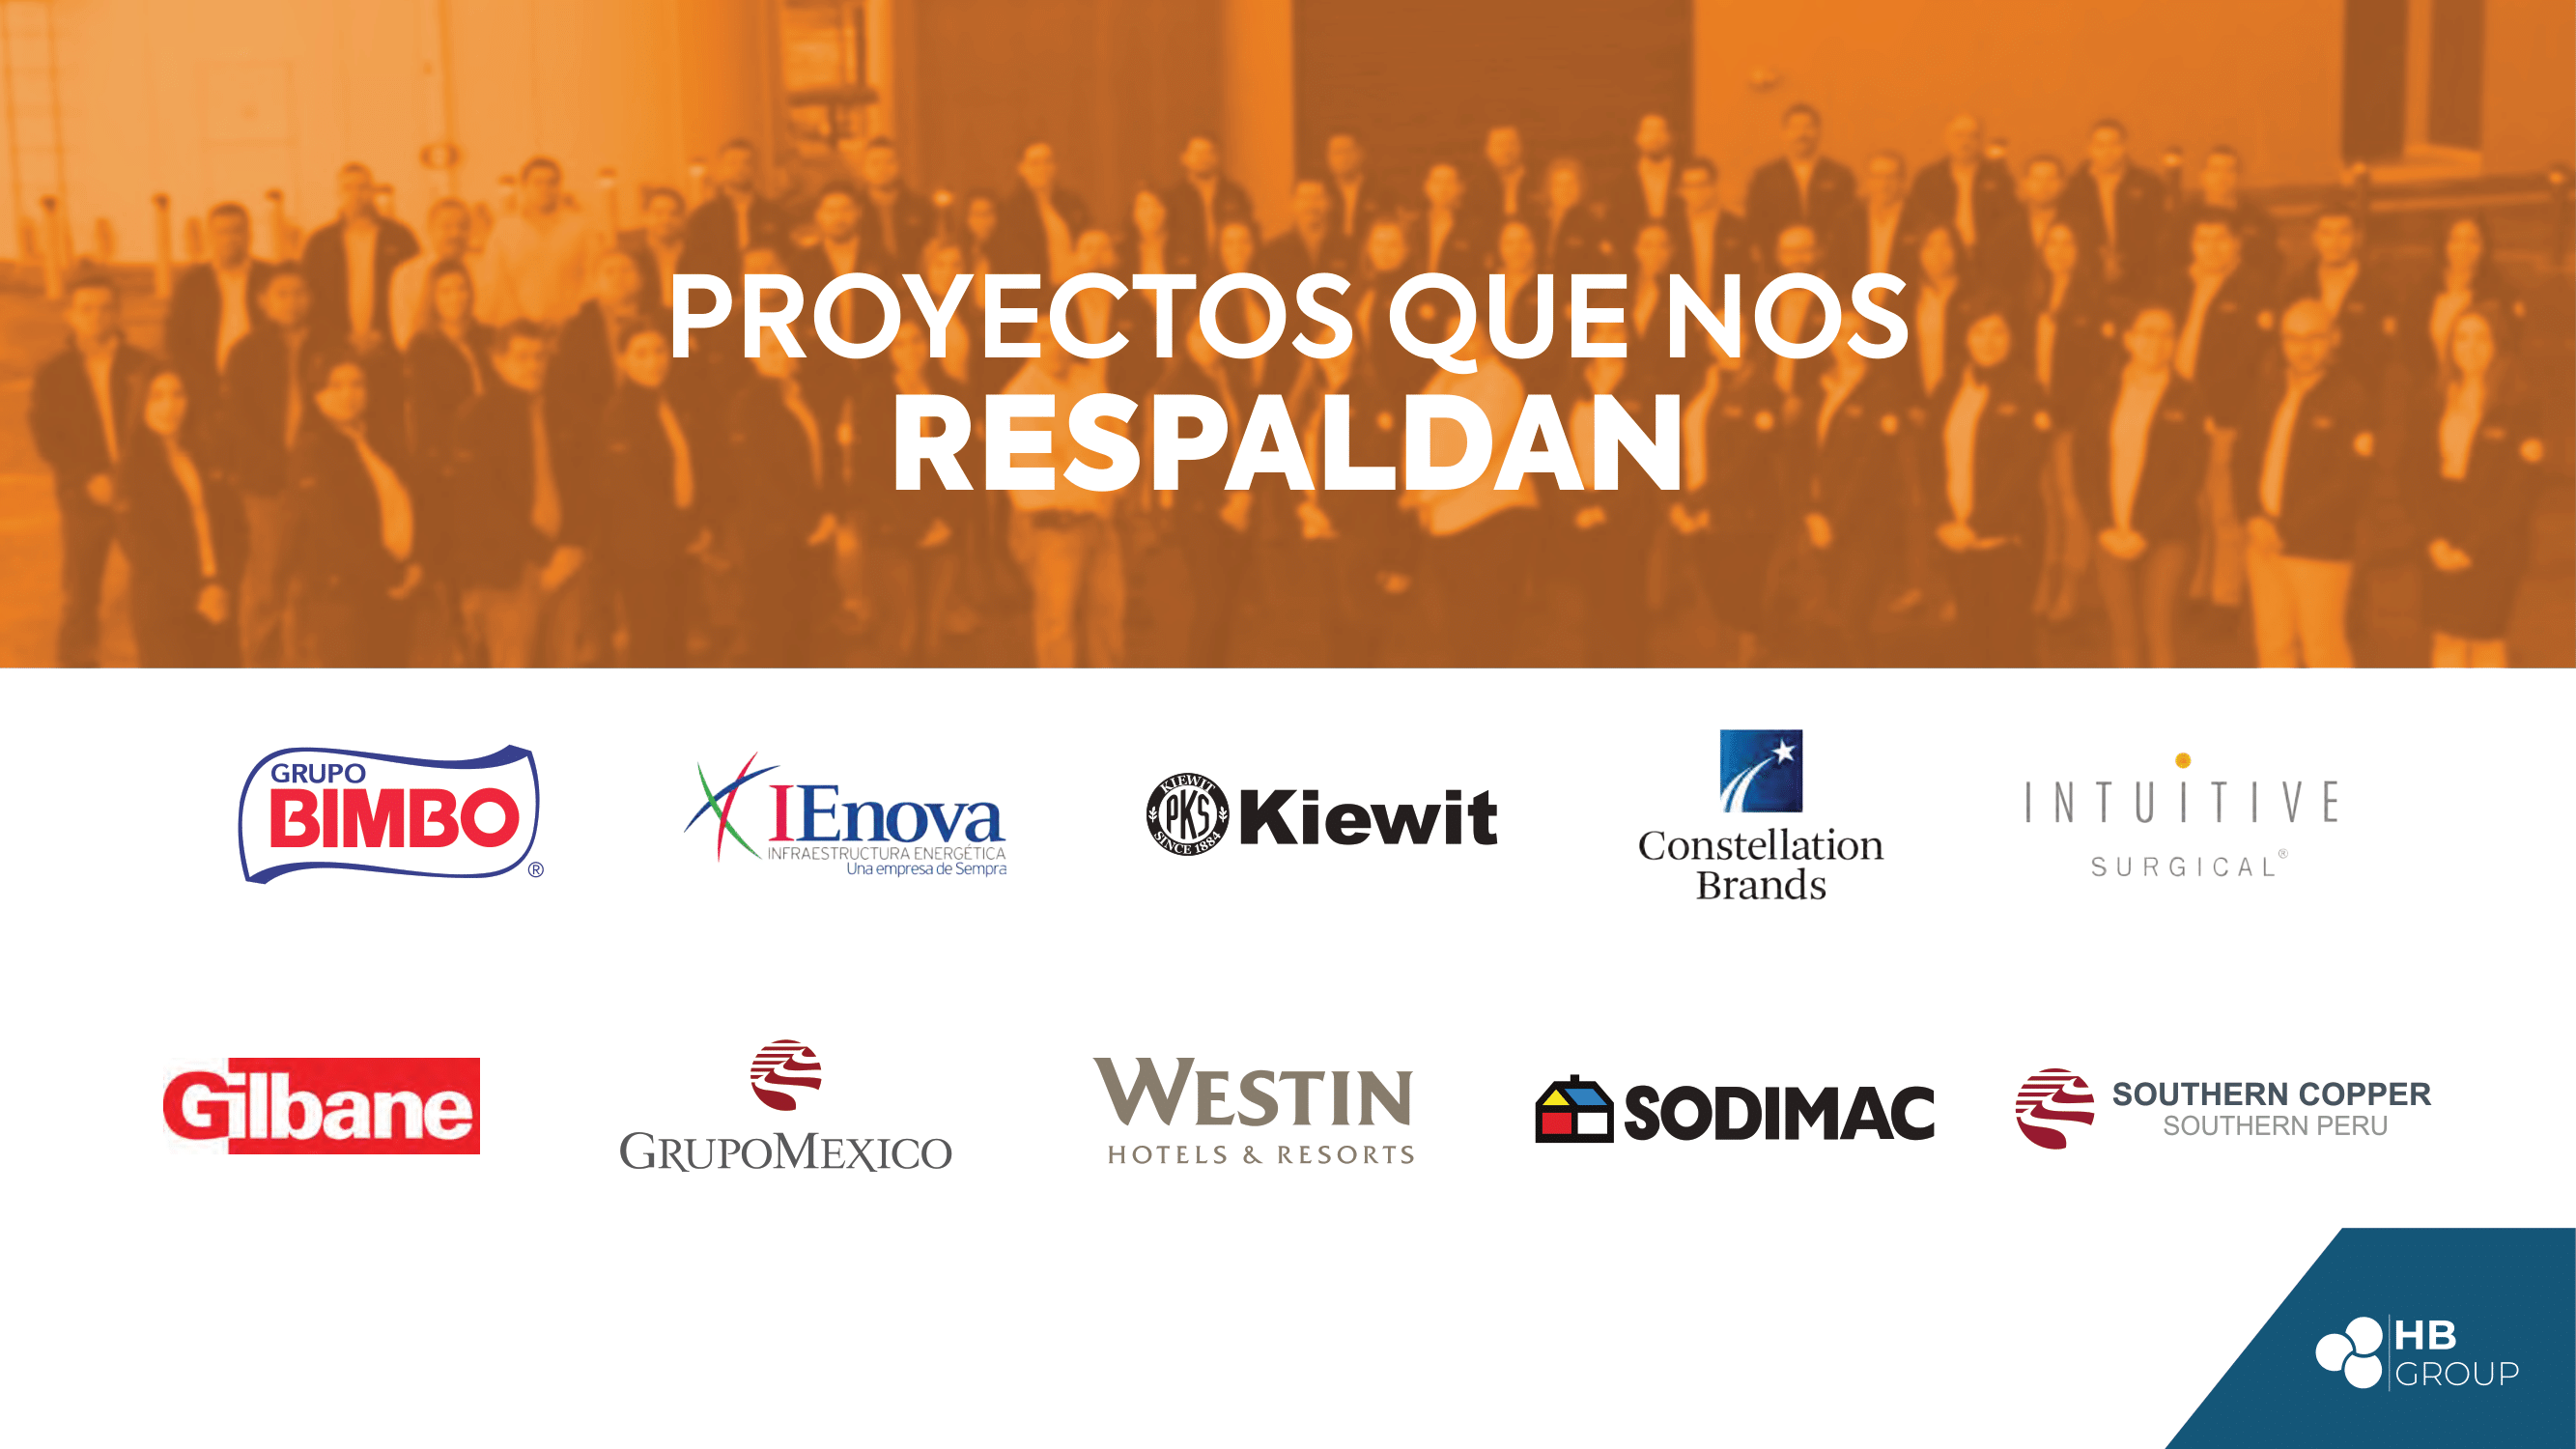 PROYECTOS QUE NOS
RESPALDAN
GRUPO
BIMBO
®
IEnova
INFRAESTRUCTURA ENERGÉTICA
Una empresa de Sempra
KIEWIT
PKS
SINCE 1884
Kiewit
Constellation
Brands
INTUITIVE
SURGICAL®
Gilbane
GRUPOMEXICO
WESTIN
HOTELS & RESORTS
SODIMAC
SOUTHERN COPPER
SOUTHERN PERU
HB
GROUP